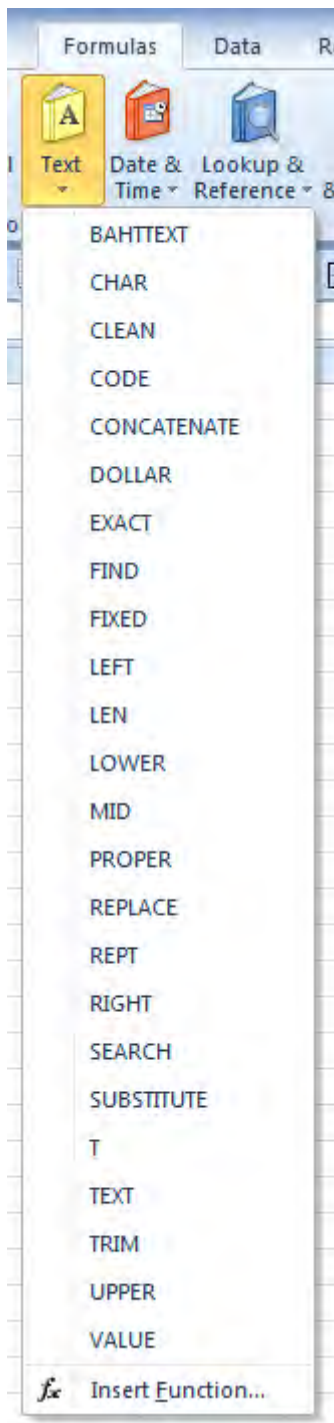 Formulas Data R
Text Date & Lookup &
Time Reference &
BAHTTEXT
CHAR
CLEAN
CODE
CONCATENATE
DOLLAR
EXACT
FIND
FIXED
LEFT
LEN
LOWER
MID
PROPER
REPLACE
REPT
RIGHT
SEARCH
SUBSTITUTE
T
TEXT
TRIM
UPPER
VALUE
fx Insert Function...